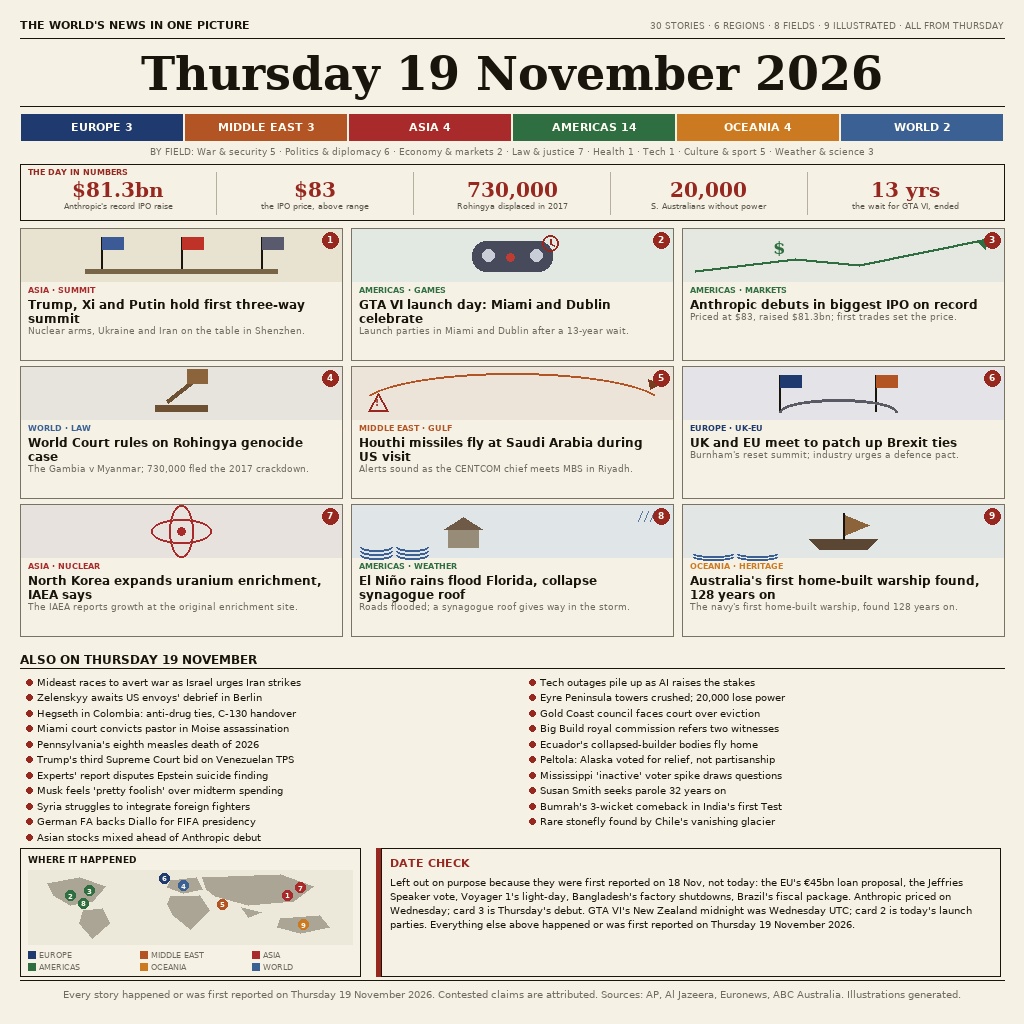 THE WORLD'S NEWS IN ONE PICTURE
30 STORIES · 6 REGIONS · 8 FIELDS · 9 ILLUSTRATED · ALL FROM THURSDAY
Thursday 19 November 2026
EUROPE 3
MIDDLE EAST 3
ASIA 4
AMERICAS 14
OCEANIA 4
WORLD 2
BY FIELD: War & security 5 · Politics & diplomacy 6 · Economy & markets 2 · Law & justice 7 · Health 1 · Tech 1 · Culture & sport 5 · Weather & science 3
THE DAY IN NUMBERS
$81.3bn
Anthropic's record IPO raise
$83
the IPO price, above range
730,000
Rohingya displaced in 2017
20,000
S. Australians without power
13 yrs
the wait for GTA VI, ended
1
ASIA · SUMMIT
Trump, Xi and Putin hold first three-way
summit
Nuclear arms, Ukraine and Iran on the table in Shenzhen.
2
AMERICAS · GAMES
GTA VI launch day: Miami and Dublin
celebrate
Launch parties in Miami and Dublin after a 13-year wait.
$
3
AMERICAS · MARKETS
Anthropic debuts in biggest IPO on record
Priced at $83, raised $81.3bn; first trades set the price.
4
WORLD · LAW
World Court rules on Rohingya genocide
case
The Gambia v Myanmar; 730,000 fled the 2017 crackdown.
!
5
MIDDLE EAST · GULF
Houthi missiles fly at Saudi Arabia during
US visit
Alerts sound as the CENTCOM chief meets MBS in Riyadh.
6
EUROPE · UK-EU
UK and EU meet to patch up Brexit ties
Burnham's reset summit; industry urges a defence pact.
7
ASIA · NUCLEAR
North Korea expands uranium enrichment,
IAEA says
The IAEA reports growth at the original enrichment site.
8
AMERICAS · WEATHER
El Niño rains flood Florida, collapse
synagogue roof
Roads flooded; a synagogue roof gives way in the storm.
9
OCEANIA · HERITAGE
Australia's first home-built warship found,
128 years on
The navy's first home-built warship, found 128 years on.
ALSO ON THURSDAY 19 NOVEMBER
Mideast races to avert war as Israel urges Iran strikes
Zelenskyy awaits US envoys' debrief in Berlin
Hegseth in Colombia: anti-drug ties, C-130 handover
Miami court convicts pastor in Moise assassination
Pennsylvania's eighth measles death of 2026
Trump's third Supreme Court bid on Venezuelan TPS
Experts' report disputes Epstein suicide finding
Musk feels 'pretty foolish' over midterm spending
Syria struggles to integrate foreign fighters
German FA backs Diallo for FIFA presidency
Asian stocks mixed ahead of Anthropic debut
Tech outages pile up as AI raises the stakes
Eyre Peninsula towers crushed; 20,000 lose power
Gold Coast council faces court over eviction
Big Build royal commission refers two witnesses
Ecuador's collapsed-builder bodies fly home
Peltola: Alaska voted for relief, not partisanship
Mississippi 'inactive' voter spike draws questions
Susan Smith seeks parole 32 years on
Bumrah's 3-wicket comeback in India's first Test
Rare stonefly found by Chile's vanishing glacier
WHERE IT HAPPENED
6
4
2
3
8
5
1
7
9
EUROPE
MIDDLE EAST
ASIA
AMERICAS
OCEANIA
WORLD
DATE CHECK
Left out on purpose because they were first reported on 18 Nov, not today: the EU's €45bn loan proposal, the Jeffries
Speaker vote, Voyager 1's light-day, Bangladesh's factory shutdowns, Brazil's fiscal package. Anthropic priced on
Wednesday; card 3 is Thursday's debut. GTA VI's New Zealand midnight was Wednesday UTC; card 2 is today's launch
parties. Everything else above happened or was first reported on Thursday 19 November 2026.
Every story happened or was first reported on Thursday 19 November 2026. Contested claims are attributed. Sources: AP, Al Jazeera, Euronews, ABC Australia. Illustrations generated.